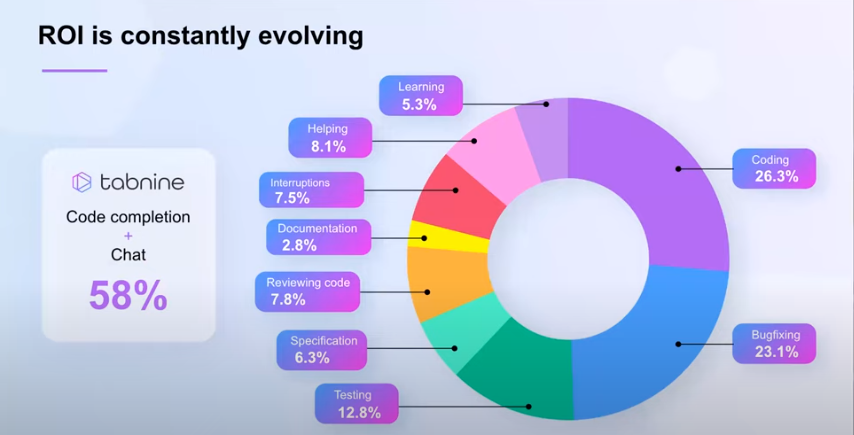 ROI is constantly evolving
tabnine
Code completion
+
Chat
58%
Learning
5.3%
Helping
8.1%
Interruptions
7.5%
Documentation
2.8%
Reviewing code
7.8%
Specification
6.3%
Testing
12.8%
Coding
26.3%
Bugfixing
23.1%